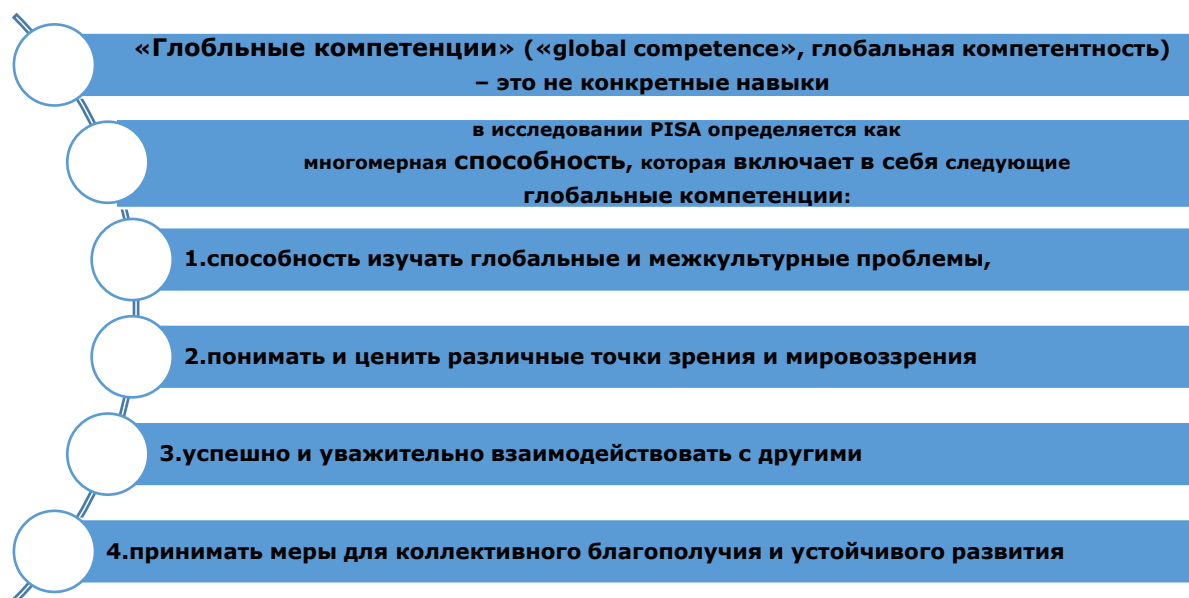 «Глобльные компетенции» («global competence», глобальная компетентность)
– это не конкретные навыки
в исследовании PISA определяется как
многомерная способность, которая включает в себя следующие
глобальные компетенции:
1.способность изучать глобальные и межкультурные проблемы,
2.понимать и ценить различные точки зрения и мировоззрения
3.успешно и уважительно взаимодействовать с другими
4.принимать меры для коллективного благополучия и устойчивого развития